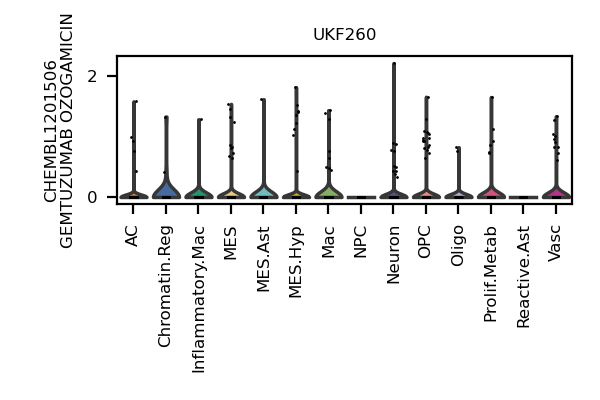 UKF260
CHEMBL1201506
GEMTUZUMAB OZOGAMICIN
2
0
AC
Chromatin.Reg
Inflammatory.Mac
MES
MES.Ast
MES.Hyp
Mac
NPC
Neuron
OPC
Oligo
Prolif.Metab
Reactive.Ast
Vasc